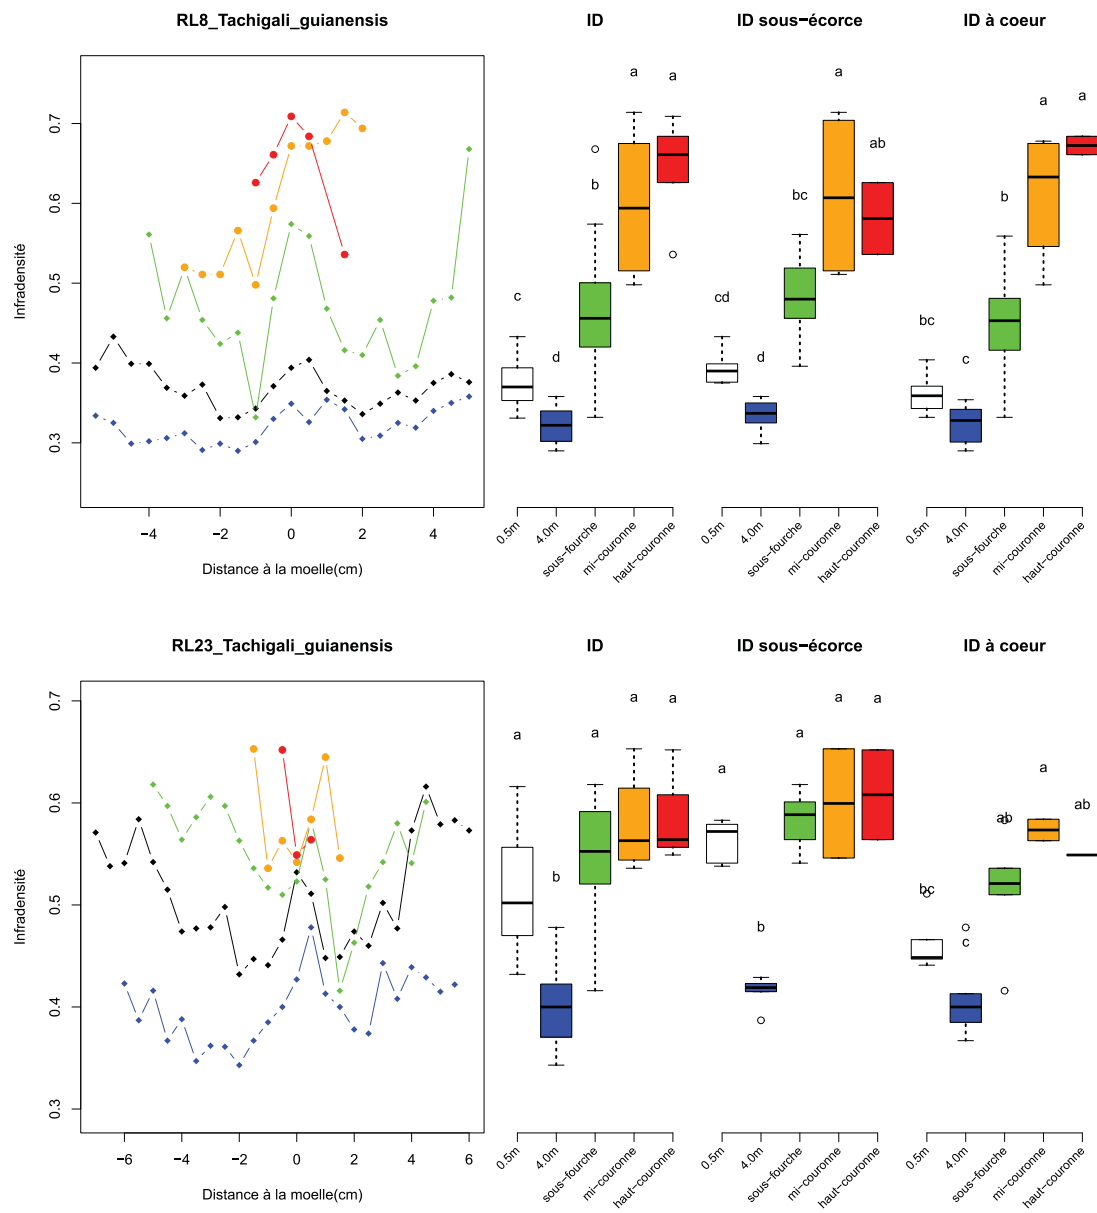 RL8_Tachigali_guianensis
ID
ID sous−écorce
ID à coeur
Infradensité
0.7
0.6
0.5
0.4
0.3
−4
−2
0
2
4
Distance à la moelle(cm)
c
d
b
a
a
0.5m
4.0m
sous−fourche
mi−couronne
haut−couronne
cd
d
bc
a
ab
0.5m
4.0m
sous−fourche
mi−couronne
haut−couronne
bc
c
b
a
a
0.5m
4.0m
sous−fourche
mi−couronne
haut−couronne
RL23_Tachigali_guianensis
ID
ID sous−écorce
ID à coeur
Infradensité
0.7
0.6
0.5
0.4
0.3
−6
−4
−2
0
2
4
6
Distance à la moelle(cm)
a
b
a
a
a
0.5m
4.0m
sous−fourche
mi−couronne
haut−couronne
a
b
a
a
a
0.5m
4.0m
sous−fourche
mi−couronne
haut−couronne
bc
c
ab
a
ab
0.5m
4.0m
sous−fourche
mi−couronne
haut−couronne